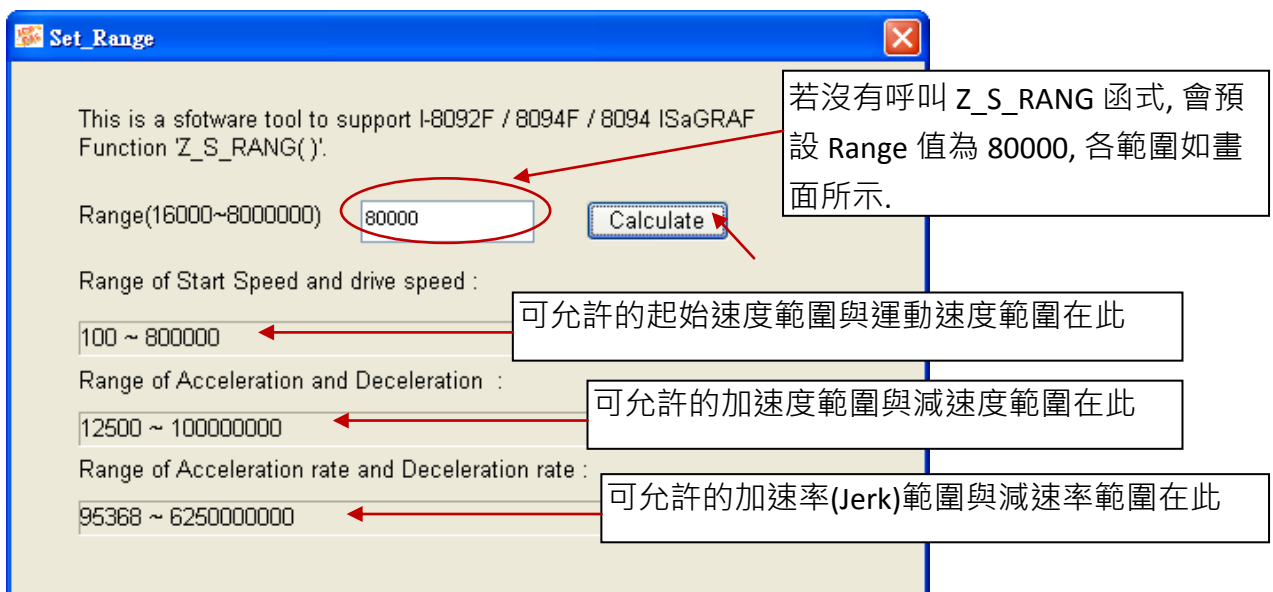 Set_Range
This is a sfotware tool to support I-8092F / 8094F / 8094 ISaGRAF
Function 'Z_S_RANG( )'.
若沒有呼叫 Z_S_RANG 函式, 會預
設 Range 值為 80000, 各範圍如畫
面所示.
Range(16000~8000000)
80000
Calculate
Range of Start Speed and drive speed :
可允許的起始速度範圍與運動速度範圍在此
100 ~ 800000
Range of Acceleration and Deceleration :
可允許的加速度範圍與減速度範圍在此
12500 ~ 100000000
Range of Acceleration rate and Deceleration rate :
可允許的加速率(Jerk)範圍與減速率範圍在此
95368 ~ 6250000000